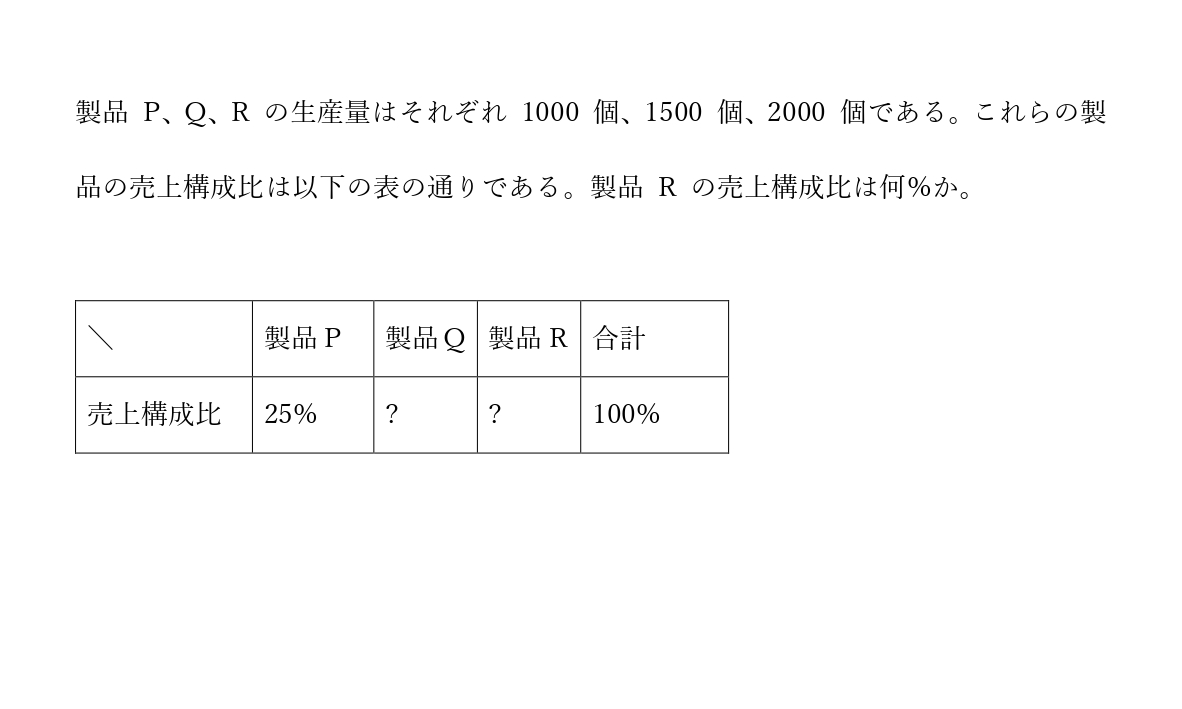 製品 P、Q、R の生産量はそれぞれ 1000 個、1500 個、2000 個である。これらの製
品の売上構成比は以下の表の通りである。製品 R の売上構成比は何%か。
＼ 製品 P 製品 Q 製品 R 合計
売上構成比 25% ? ? 100%